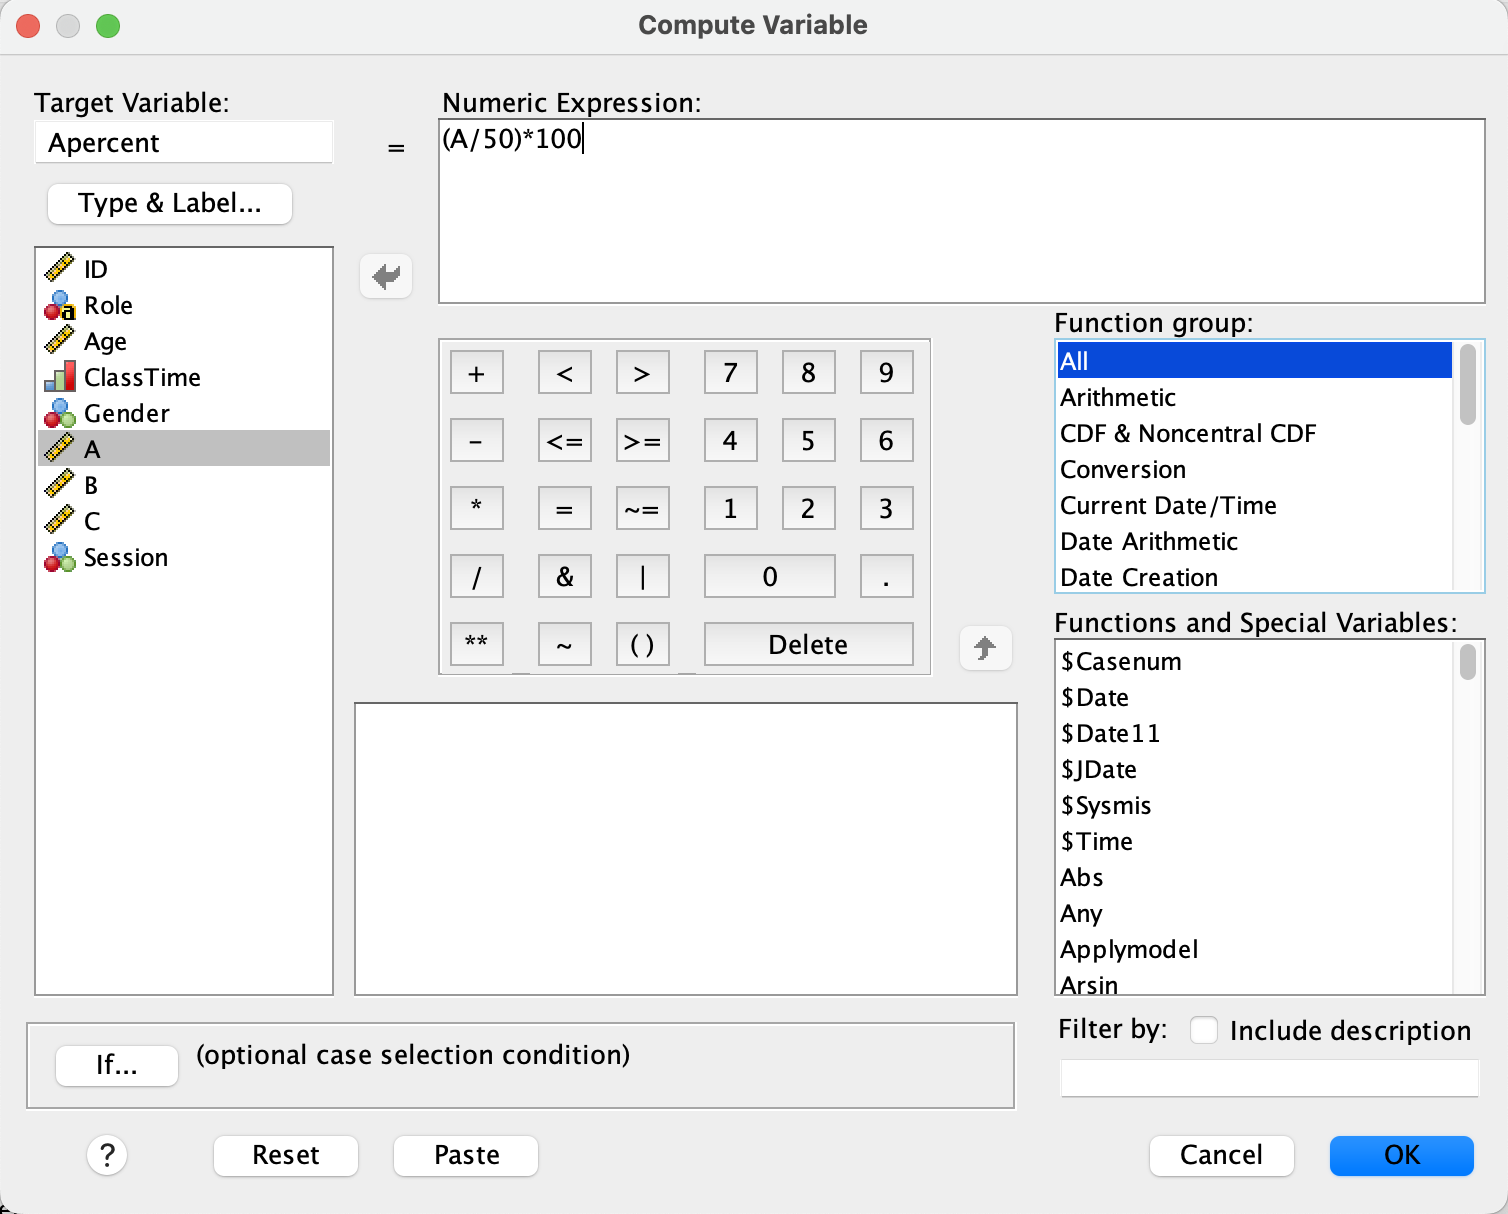 Compute Variable
Target Variable:
Apercent
=
Numeric Expression:
(A/50)*100
Type & Label...
ID
Role
Age
ClassTime
Gender
A
B
C
Session
+ < > 7 8 9
- <= >= 4 5 6
* = ~= 1 2 3
/ & | 0 .
** ~ () Delete
Function group:
All
Arithmetic
CDF & Noncentral CDF
Conversion
Current Date/Time
Date Arithmetic
Date Creation
Functions and Special Variables:
$Casenum
$Date
$Date11
$JDate
$Sysmis
$Time
Abs
Any
Applymodel
Arsin
If...
(optional case selection condition)
Filter by:
Include description
?
Reset
Paste
Cancel
OK